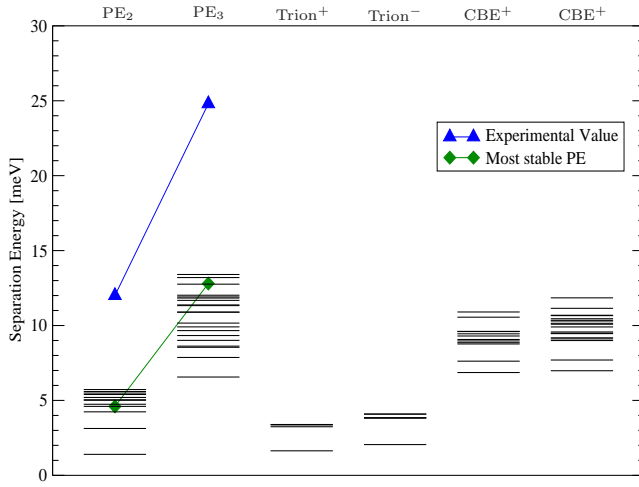 PE₂ PE₃ Trion⁺ Trion⁻ CBE⁺ CBE⁺
30
25
20
15
10
5
0
Separation Energy [meV]
Experimental Value
Most stable PE